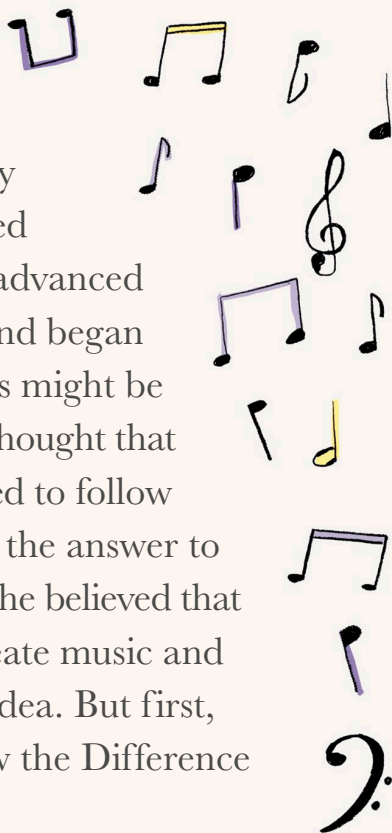 y
ed
advanced
nd began
s might be
hought that
ed to follow
the answer to
he believed that
eate music and
dea. But first,
w the Difference